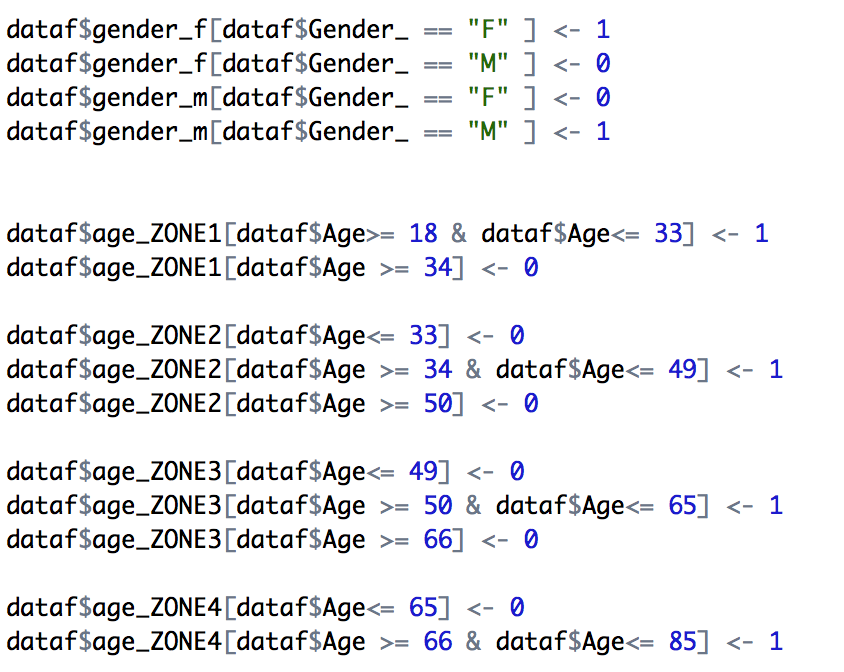 dataf$gender_f[dataf$Gender_ == "F" ] <- 1
dataf$gender_f[dataf$Gender_ == "M" ] <- 0
dataf$gender_m[dataf$Gender_ == "F" ] <- 0
dataf$gender_m[dataf$Gender_ == "M" ] <- 1
dataf$age_ZONE1[dataf$Age>= 18 & dataf$Age<= 33] <- 1
dataf$age_ZONE1[dataf$Age >= 34] <- 0
dataf$age_ZONE2[dataf$Age<= 33] <- 0
dataf$age_ZONE2[dataf$Age >= 34 & dataf$Age<= 49] <- 1
dataf$age_ZONE2[dataf$Age >= 50] <- 0
dataf$age_ZONE3[dataf$Age<= 49] <- 0
dataf$age_ZONE3[dataf$Age >= 50 & dataf$Age<= 65] <- 1
dataf$age_ZONE3[dataf$Age >= 66] <- 0
dataf$age_ZONE4[dataf$Age<= 65] <- 0
dataf$age_ZONE4[dataf$Age >= 66 & dataf$Age<= 85] <- 1